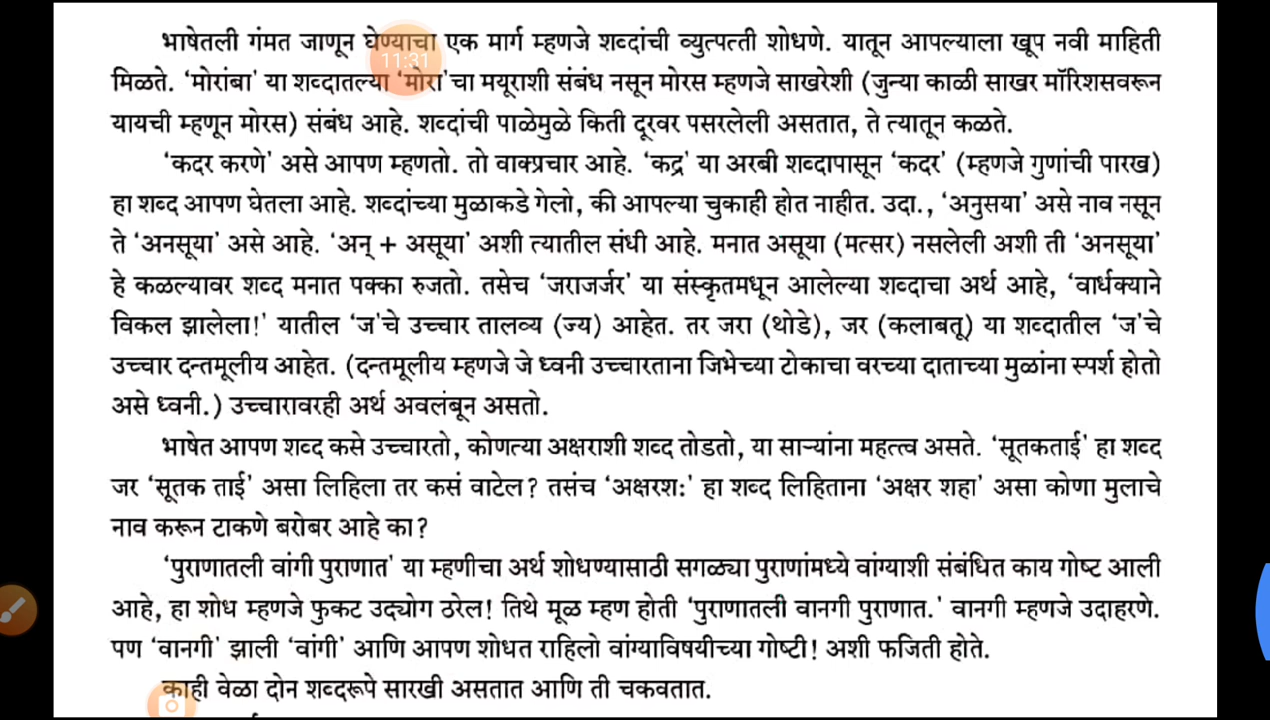 भाषेतली गंमत जाणून घेण्याचा एक मार्ग म्हणजे शब्दांची व्युत्पत्ती शोधणे. यातून आपल्याला खूप नवी माहिती
11:31
मिळते. ‘मोरांबा’ या शब्दातल्या ‘मोरा’चा मयूराशी संबंध नसून मोरस म्हणजे साखरेशी (जुन्या काळी साखर मॉरिशसवरून
यायची म्हणून मोरस) संबंध आहे. शब्दांची पाळेमुळे किती दूरवर पसरलेली असतात, ते त्यातून कळते.
‘कदर करणे’ असे आपण म्हणतो. तो वाक्प्रचार आहे. ‘कद्र’ या अरबी शब्दापासून ‘कदर’ (म्हणजे गुणांची पारख)
हा शब्द आपण घेतला आहे. शब्दांच्या मुळाकडे गेलो, की आपल्या चुकाही होत नाहीत. उदा., ‘अनुसया’ असे नाव नसून
ते ‘अनसूया’ असे आहे. ‘अन् + असूया’ अशी त्यातील संधी आहे. मनात असूया (मत्सर) नसलेली अशी ती ‘अनसूया’
हे कळल्यावर शब्द मनात पक्का रुजतो. तसेच ‘जराजर्जर’ या संस्कृतमधून आलेल्या शब्दाचा अर्थ आहे, ‘वार्धक्याने
विकल झालेला!’ यातील ‘ज’चे उच्चार तालव्य (ज्य) आहेत. तर जरा (थोडे), जर (कलाबतू) या शब्दातील ‘ज’चे
उच्चार दन्तमूलीय आहेत. (दन्तमूलीय म्हणजे जे ध्वनी उच्चारताना जिभेच्या टोकाचा वरच्या दाताच्या मुळांना स्पर्श होतो
असे ध्वनी.) उच्चारावरही अर्थ अवलंबून असतो.
भाषेत आपण शब्द कसे उच्चारतो, कोणत्या अक्षराशी शब्द तोडतो, या साऱ्यांना महत्त्व असते. ‘सूतकताई’ हा शब्द
जर ‘सूतक ताई’ असा लिहिला तर कसं वाटेल? तसंच ‘अक्षरशः’ हा शब्द लिहिताना ‘अक्षर शहा’ असा कोणा मुलाचे
नाव करून टाकणे बरोबर आहे का?
‘पुराणातली वांगी पुराणात’ या म्हणीचा अर्थ शोधण्यासाठी सगळ्या पुराणांमध्ये वांग्याशी संबंधित काय गोष्ट आली
आहे, हा शोध म्हणजे फुकट उद्योग ठरेल! तिथे मूळ म्हण होती ‘पुराणातली वानगी पुराणात.’ वानगी म्हणजे उदाहरणे.
पण ‘वानगी’ झाली ‘वांगी’ आणि आपण शोधत राहिलो वांग्याविषयीच्या गोष्टी! अशी फजिती होते.
काही वेळा दोन शब्दरूपे सारखी असतात आणि ती चकवतात.